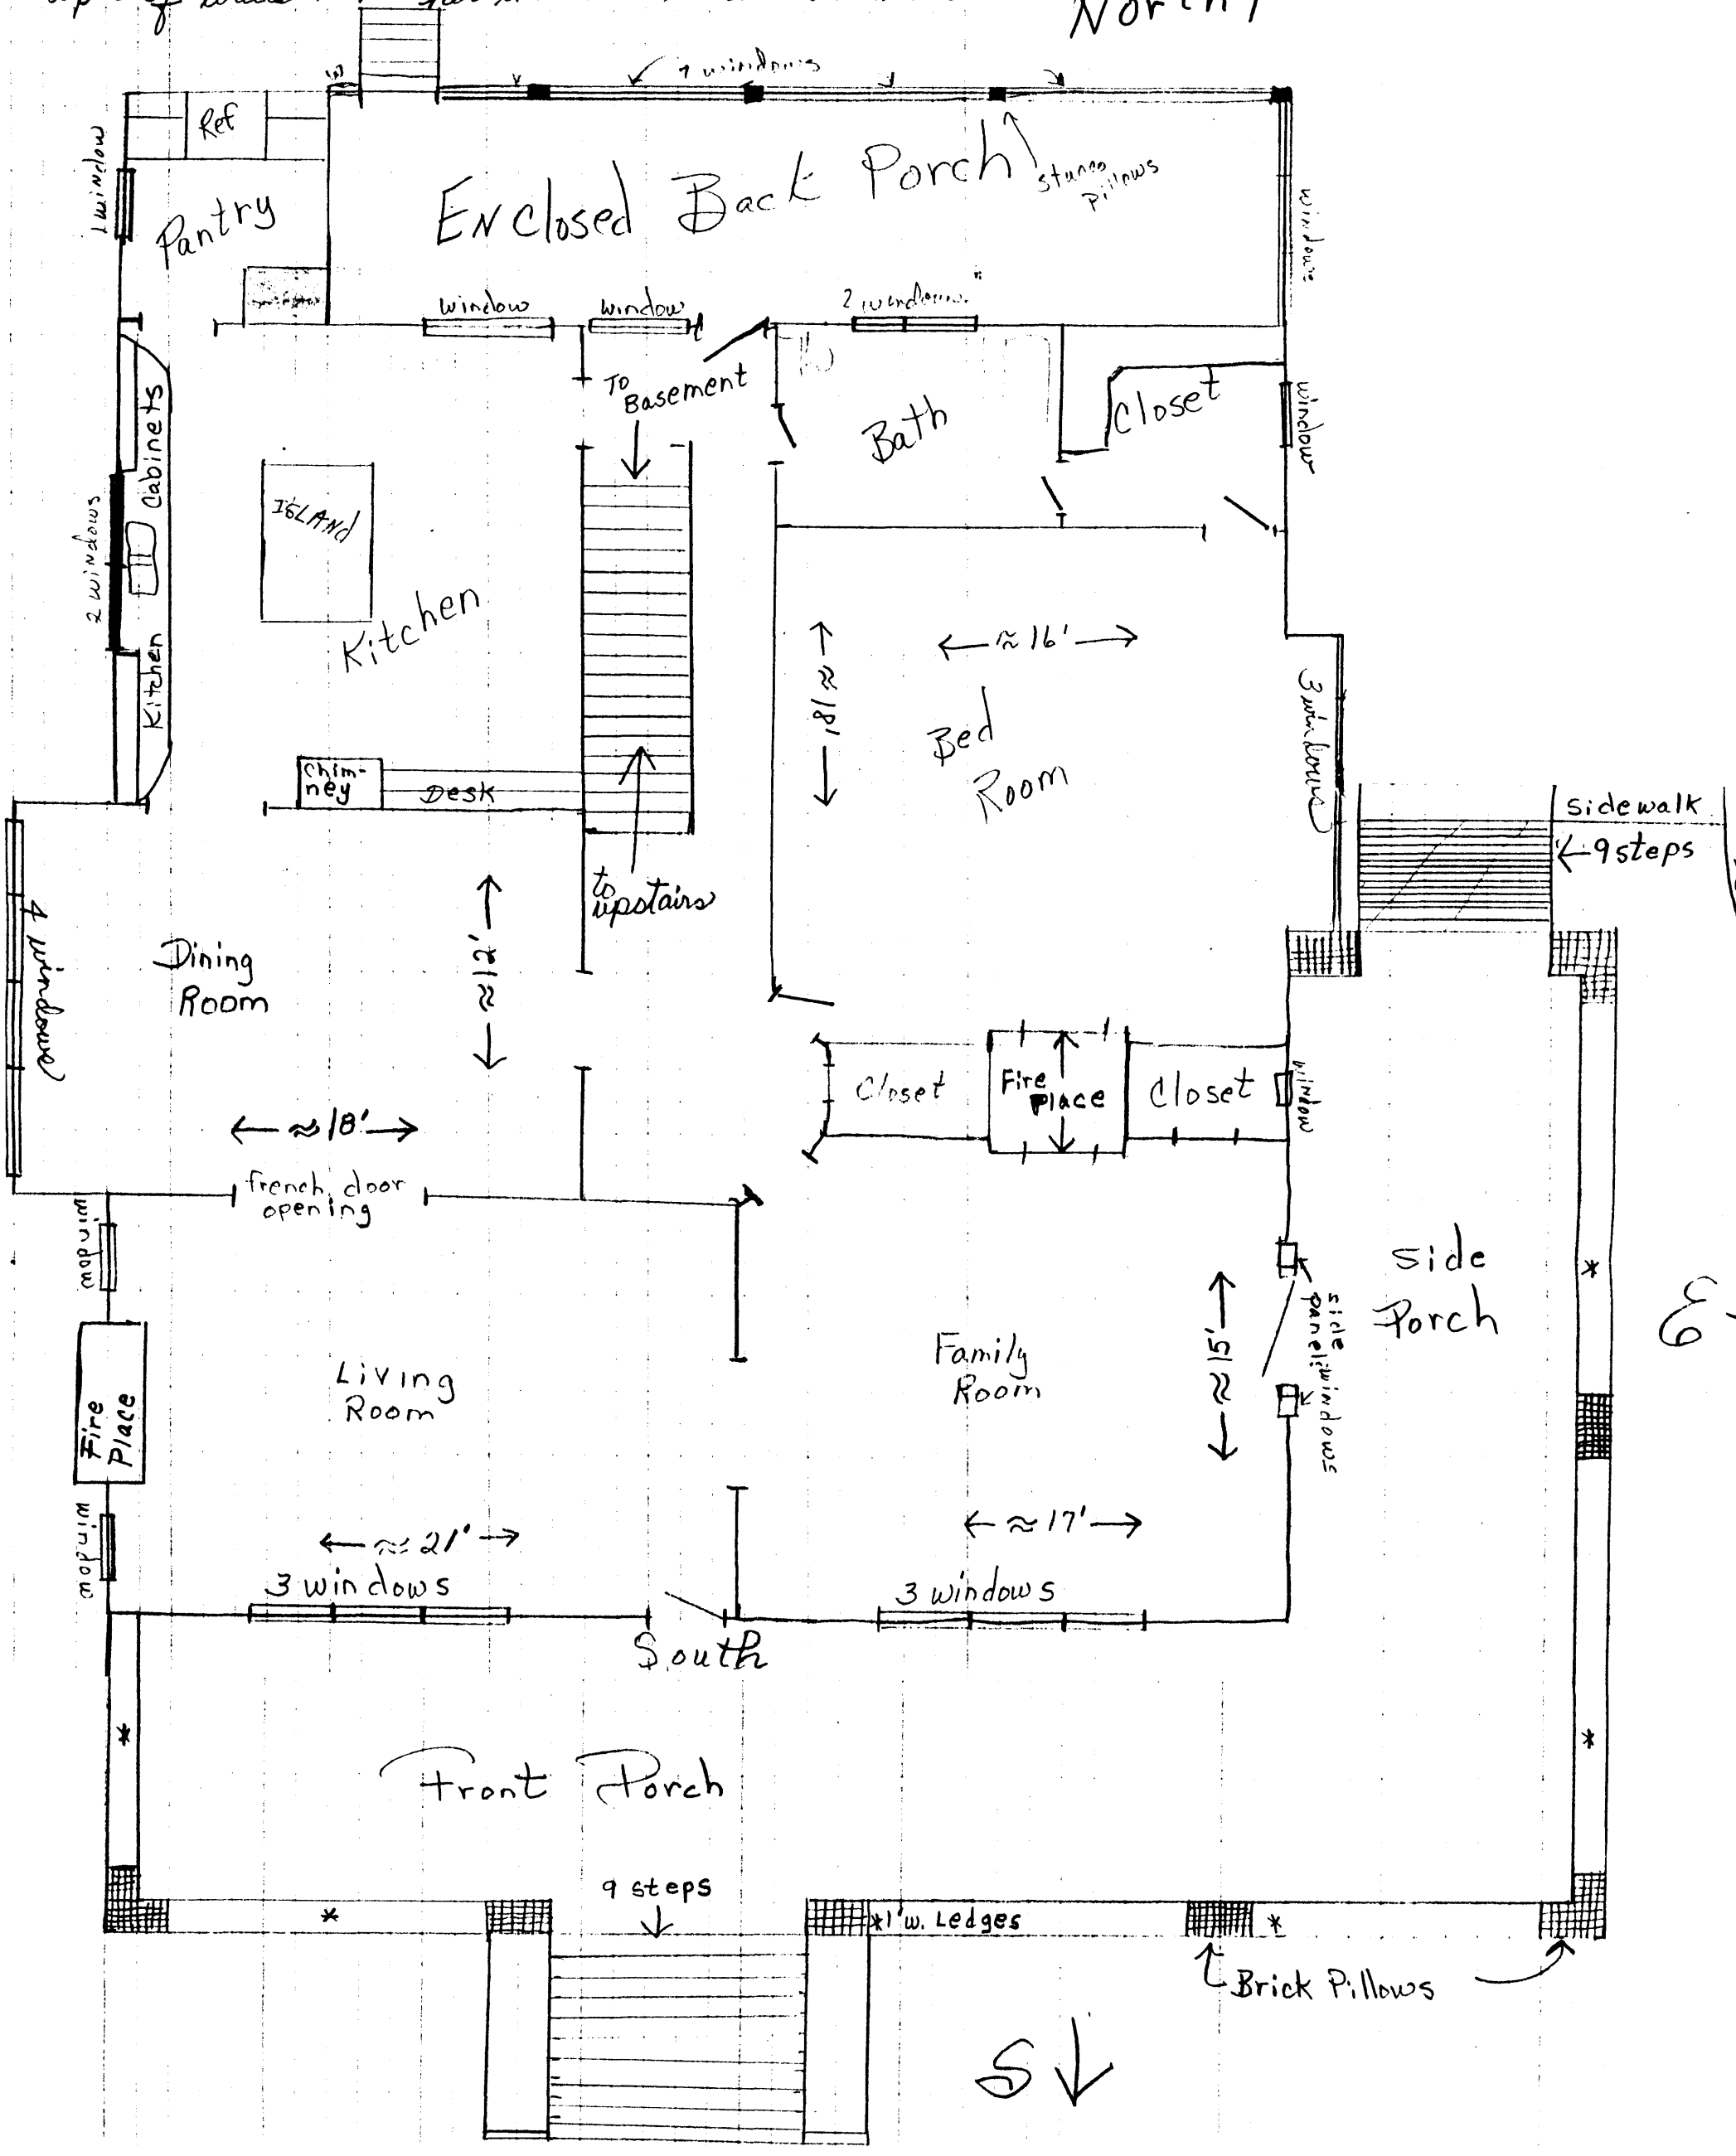 North
windows
Ref
1 window
Pantry
Enclosed Back Porch
stunco
pillows
windows
window
window
2 windows
To
Basement
Bath
Closet
window
Kitchen Cabinets
2 windows
ISLAND
Kitchen
≈16'
≈18'
Bed
Room
3 windows
Chim-
ney
Desk
to
upstairs
sidewalk
9 steps
4 windows
Dining
Room
≈12'
≈18'
french door
opening
Closet
Fire
Place
Closet
window
window
Fire
Place
window
Living
Room
≈21'
3 windows
Family
Room
≈15'
side
panel windows
Side
Porch
*
≈17'
3 windows
South
*
*
Front Porch
9 steps
*
*1'w. Ledges
*
Brick Pillows
S